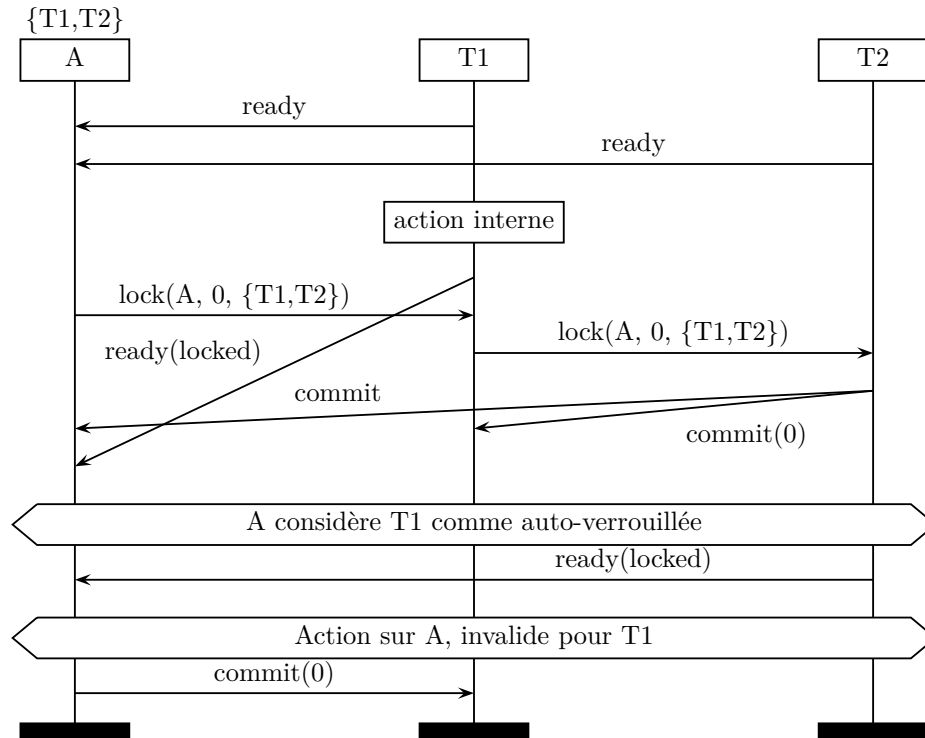 {T1,T2}
A
T1
T2
ready
ready
action interne
lock(A, 0, {T1,T2})
ready(locked)
lock(A, 0, {T1,T2})
commit
commit(0)
A considère T1 comme auto-verrouillée
ready(locked)
Action sur A, invalide pour T1
commit(0)